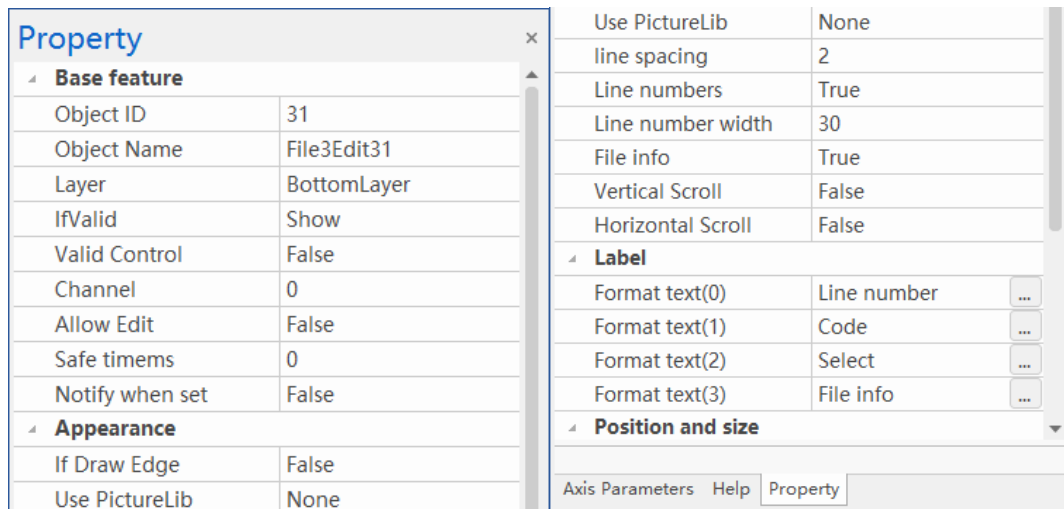 Property
Base feature
Object ID 31
Object Name File3Edit31
Layer BottomLayer
IfValid Show
Valid Control False
Channel 0
Allow Edit False
Safe timems 0
Notify when set False
Appearance
If Draw Edge False
Use PictureLib None
Use PictureLib None
line spacing 2
Line numbers True
Line number width 30
File info True
Vertical Scroll False
Horizontal Scroll False
Label
Format text(0) Line number ...
Format text(1) Code ...
Format text(2) Select ...
Format text(3) File info ...
Position and size
Axis Parameters Help Property